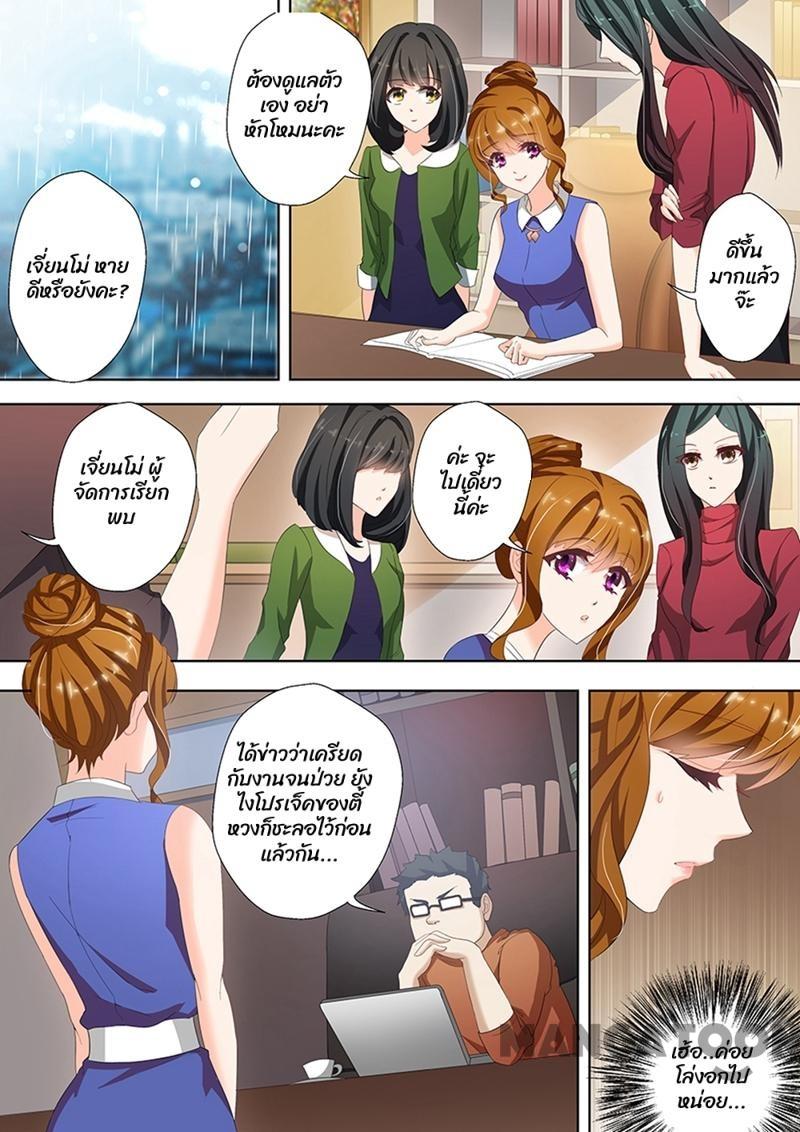 เจี่ยนโม่ หาย
ดีหรือยังคะ?
ต้องดูแลตัว
เอง อย่า
หักโหมนะคะ
ดีขึ้น
มากแล้ว
จ๊ะ
เจี่ยนโม่ ผู้
จัดการเรียก
พบ
ค่ะ จะ
ไปเดี๋ยว
นี้ค่ะ
ได้ข่าวว่าเครียด
กับงานจนป่วย ยัง
ไงโปรเจ็คของตี้
หวงก็ชะลอไว้ก่อน
แล้วกัน...
เฮ้อ..ค่อย
โล่งอกไป
หน่อย...
MANGATOON